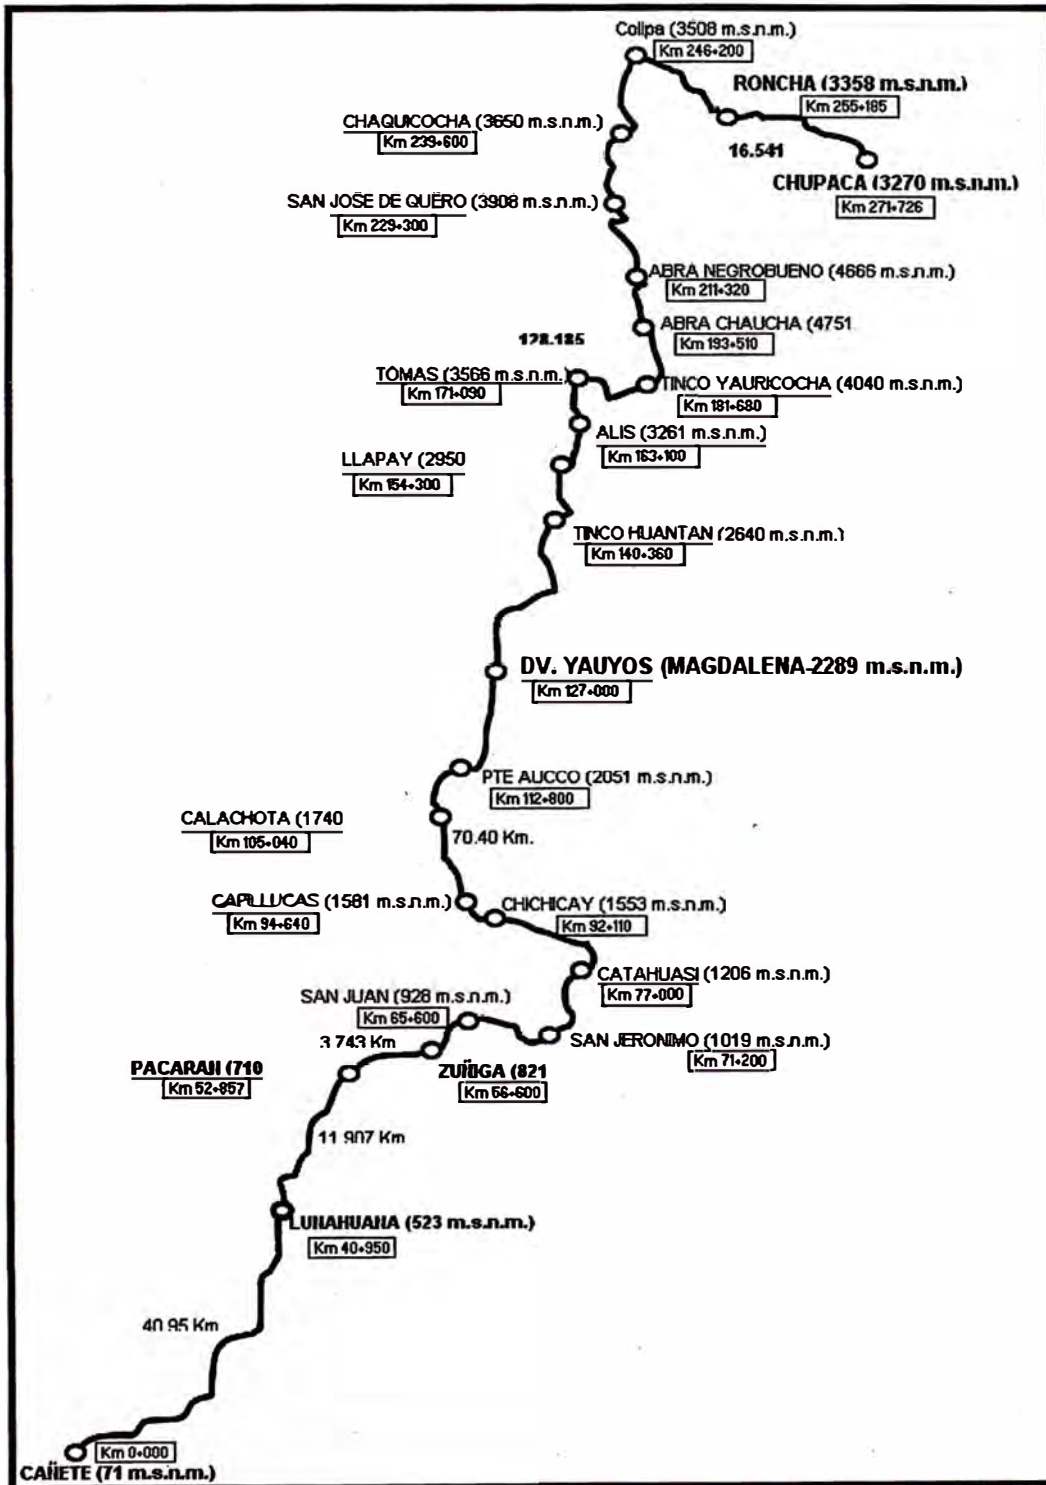 Collpa (3508 m.s.n.m.)
Km 246+200
RONCHA (3358 m.s.n.m.)
Km 255+185
CHAQUICOCHA (3650 m.s.n.m.)
Km 239+600
16.541
CHUPACA (3270 m.s.n.m.)
Km 271+726
SAN JOSE DE QUERO (3908 m.s.n.m.)
Km 229+300
ABRA NEGROBUENO (4666 m.s.n.m.)
Km 211+320
ABRA CHAUCHA (4751
Km 193+510
128.185
TOMAS (3566 m.s.n.m.)
Km 171+090
TINCO YAURICOCHA (4040 m.s.n.m.)
Km 181+680
ALIS (3261 m.s.n.m.)
Km 163+100
LLAPAY (2950
Km 154+300
TINCO HUANTAN (2640 m.s.n.m.)
Km 140+360
DV. YAUYOS (MAGDALENA-2289 m.s.n.m.)
Km 127+000
PTE AUCCO (2051 m.s.n.m.)
Km 112+800
CALACHOTA (1740
Km 105+040
70.40 Km.
CAPILLUCAS (1581 m.s.n.m.)
Km 94+640
CHICHICAY (1553 m.s.n.m.)
Km 92+110
CATAHUASI (1206 m.s.n.m.)
Km 77+000
SAN JUAN (928 m.s.n.m.)
Km 65+600
SAN JERONIMO (1019 m.s.n.m.)
Km 71+200
3.743 Km
PACARAN (710
Km 52+857
ZUÑIGA (821
Km 56+600
11.907 Km
LUNAHUANA (523 m.s.n.m.)
Km 40+950
40.95 Km
Km 0+000
CAÑETE (71 m.s.n.m.)